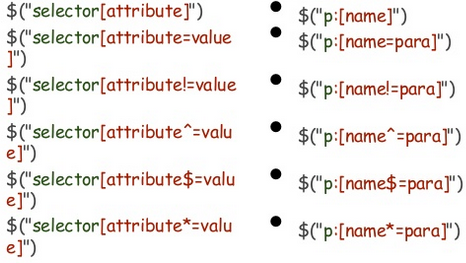 $("selector[attribute]")
$("selector[attribute=value
]")
$("selector[attribute!=value
]")
$("selector[attribute^=valu
e]")
$("selector[attribute$=valu
e]")
$("selector[attribute*=valu
e]")
• $("p:[name]")
• $("p:[name=para]")
• $("p:[name!=para]")
• $("p:[name^=para]")
• $("p:[name$=para]")
• $("p:[name*=para]")